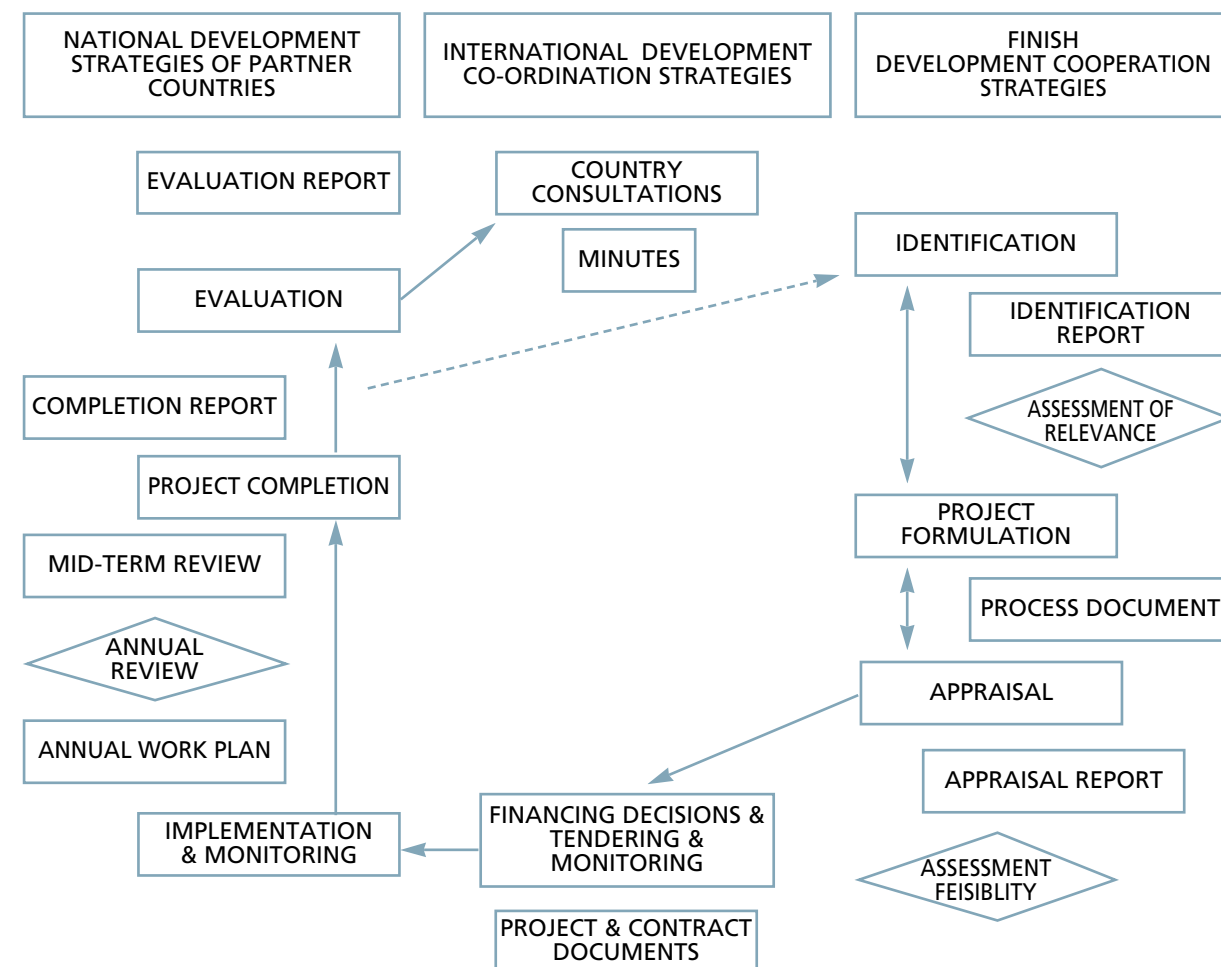 NATIONAL DEVELOPMENT
STRATEGIES OF PARTNER
COUNTRIES
INTERNATIONAL DEVELOPMENT
CO-ORDINATION STRATEGIES
FINISH
DEVELOPMENT COOPERATION
STRATEGIES
EVALUATION REPORT
COUNTRY
CONSULTATIONS
MINUTES
IDENTIFICATION
EVALUATION
IDENTIFICATION
REPORT
COMPLETION REPORT
ASSESSMENT OF
RELEVANCE
PROJECT COMPLETION
PROJECT
FORMULATION
MID-TERM REVIEW
PROCESS DOCUMENT
ANNUAL
REVIEW
APPRAISAL
ANNUAL WORK PLAN
APPRAISAL REPORT
IMPLEMENTATION
& MONITORING
FINANCING DECISIONS &
TENDERING &
MONITORING
ASSESSMENT
FEISIBLITY
PROJECT & CONTRACT
DOCUMENTS